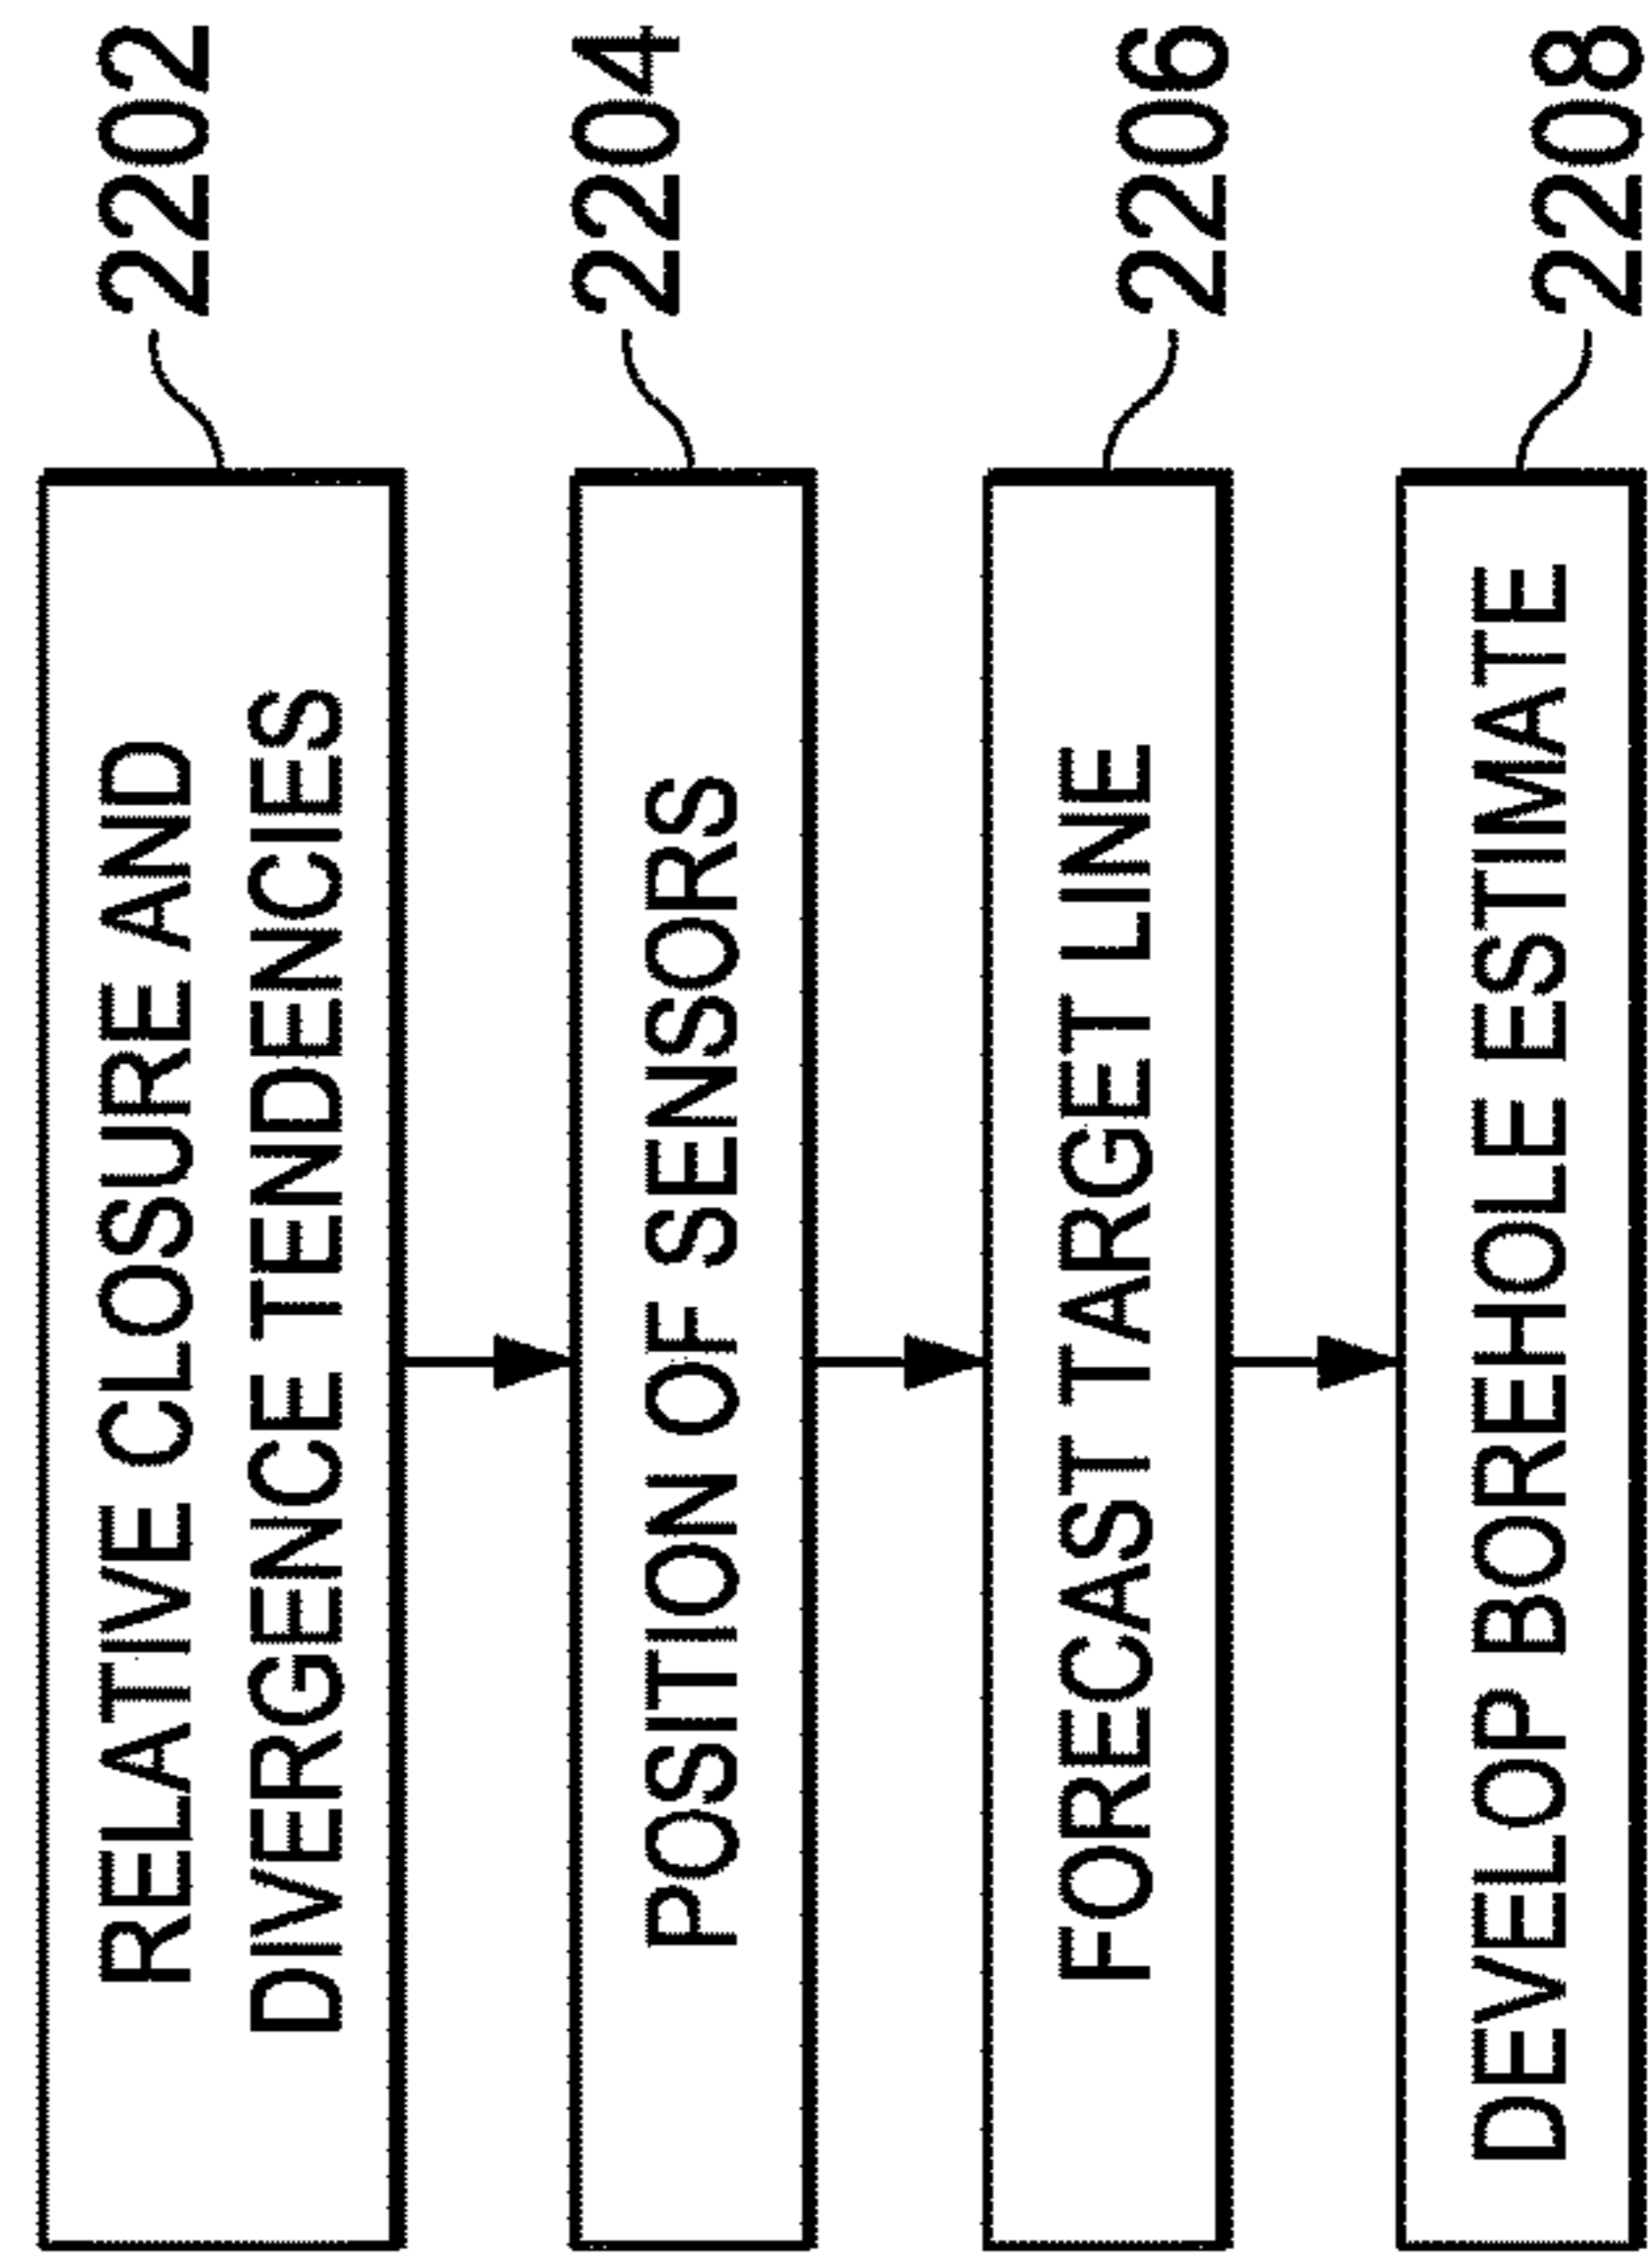 RELATIVE CLOSURE AND
DIVERGENCE TENDENCIES
2202
POSITION OF SENSORS
2204
FORECAST TARGET LINE
2206
DEVELOP BOREHOLE ESTIMATE
2208